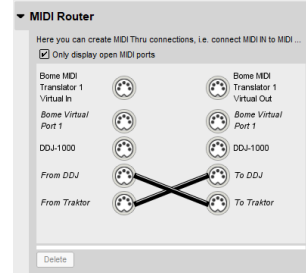 MIDI Router
Here you can create MIDI Thru connections, i.e. connect MIDI IN to MIDI ...
Only display open MIDI ports
Bome MIDI
Translator 1
Virtual In
Bome MIDI
Translator 1
Virtual Out
Bome Virtual
Port 1
Bome Virtual
Port 1
DDJ-1000
DDJ-1000
From DDJ
To DDJ
From Traktor
To Traktor
Delete